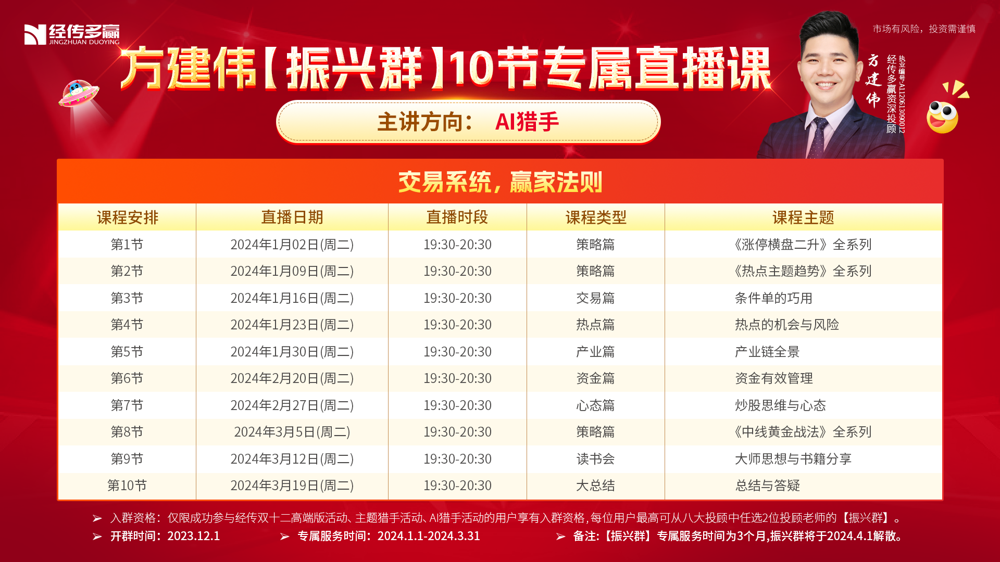 经传多赢
JINGZHUAN DUOYING
市场有风险，投资需谨慎
方建伟【振兴群】10节专属直播课
方建伟
经传多赢资深投顾
执业编号:A1120613090012
主讲方向： AI猎手
交易系统，赢家法则
课程安排 直播日期 直播时段 课程类型 课程主题
第1节 2024年1月02日(周二) 19:30-20:30 策略篇 《涨停横盘二升》全系列
第2节 2024年1月09日(周二) 19:30-20:30 策略篇 《热点主题趋势》全系列
第3节 2024年1月16日(周二) 19:30-20:30 交易篇 条件单的巧用
第4节 2024年1月23日(周二) 19:30-20:30 热点篇 热点的机会与风险
第5节 2024年1月30日(周二) 19:30-20:30 产业篇 产业链全景
第6节 2024年2月20日(周二) 19:30-20:30 资金篇 资金有效管理
第7节 2024年2月27日(周二) 19:30-20:30 心态篇 炒股思维与心态
第8节 2024年3月5日(周二) 19:30-20:30 策略篇 《中线黄金战法》全系列
第9节 2024年3月12日(周二) 19:30-20:30 读书会 大师思想与书籍分享
第10节 2024年3月19日(周二) 19:30-20:30 大总结 总结与答疑
➢ 入群资格：仅限成功参与经传双十二高端版活动、主题猎手活动、AI猎手活动的用户享有入群资格,每位用户最高可从八大投顾中任选2位投顾老师的【振兴群】。
➢ 开群时间：2023.12.1 ➢ 专属服务时间：2024.1.1-2024.3.31 ➢ 备注:【振兴群】专属服务时间为3个月,振兴群将于2024.4.1解散。